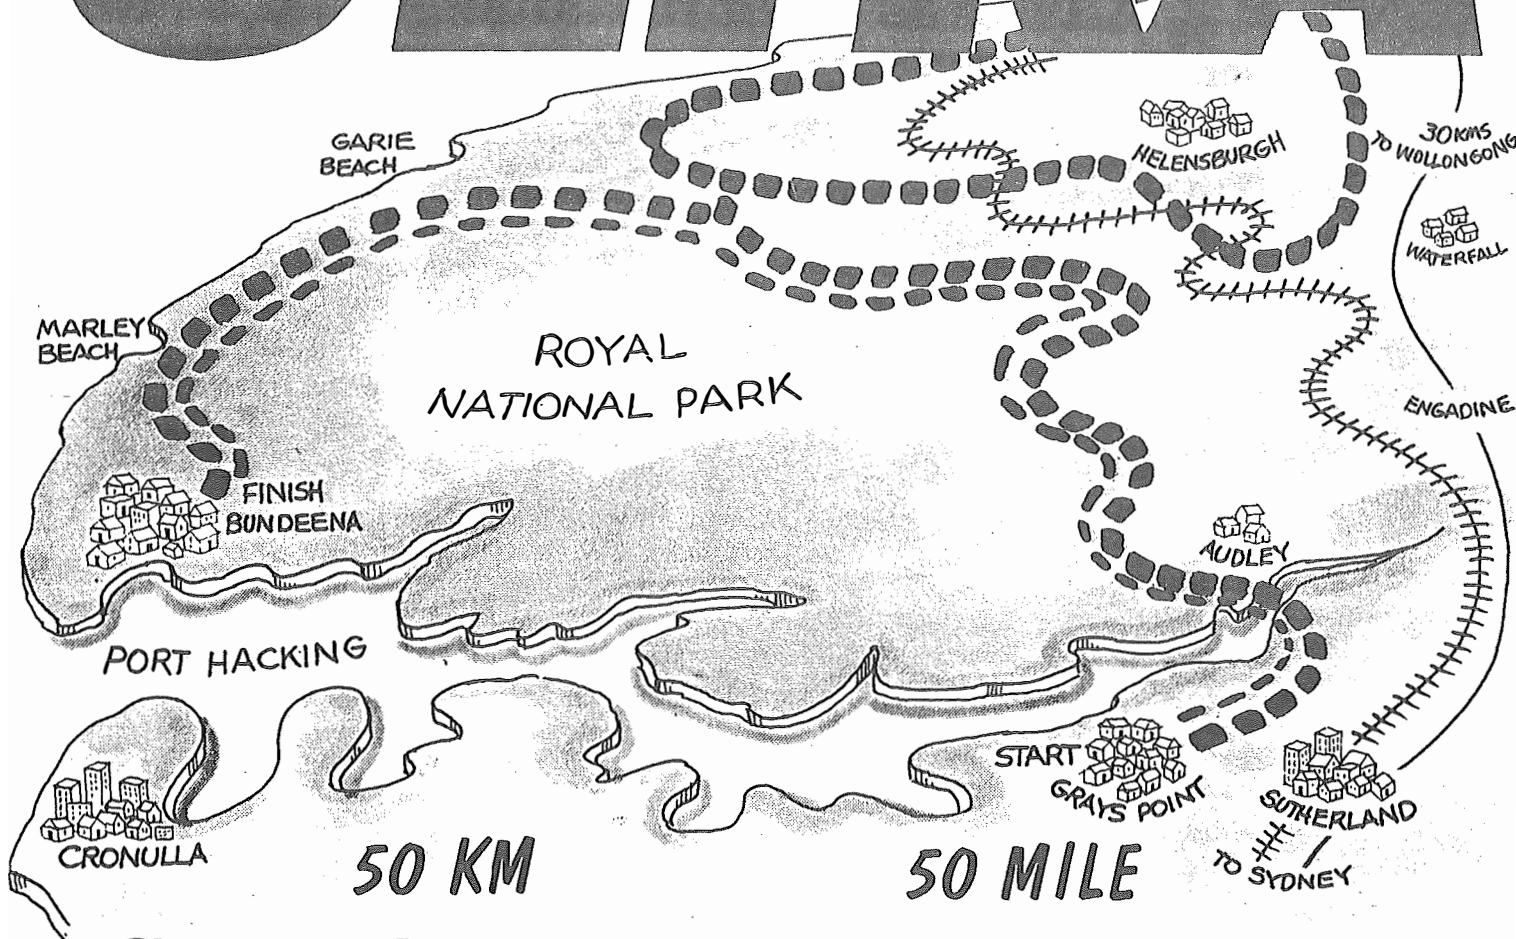 GARIE
BEACH
HELENSBURGH
30 KMS
TO WOLLONGONG
WATERFALL
MARLEY
BEACH
ROYAL
NATIONAL PARK
ENGADINE
FINISH
BUNDEENA
AUDLEY
PORT HACKING
START
GRAYS POINT
SUTHERLAND
CRONULLA
50 KM
50 MILE
TO SYDNEY